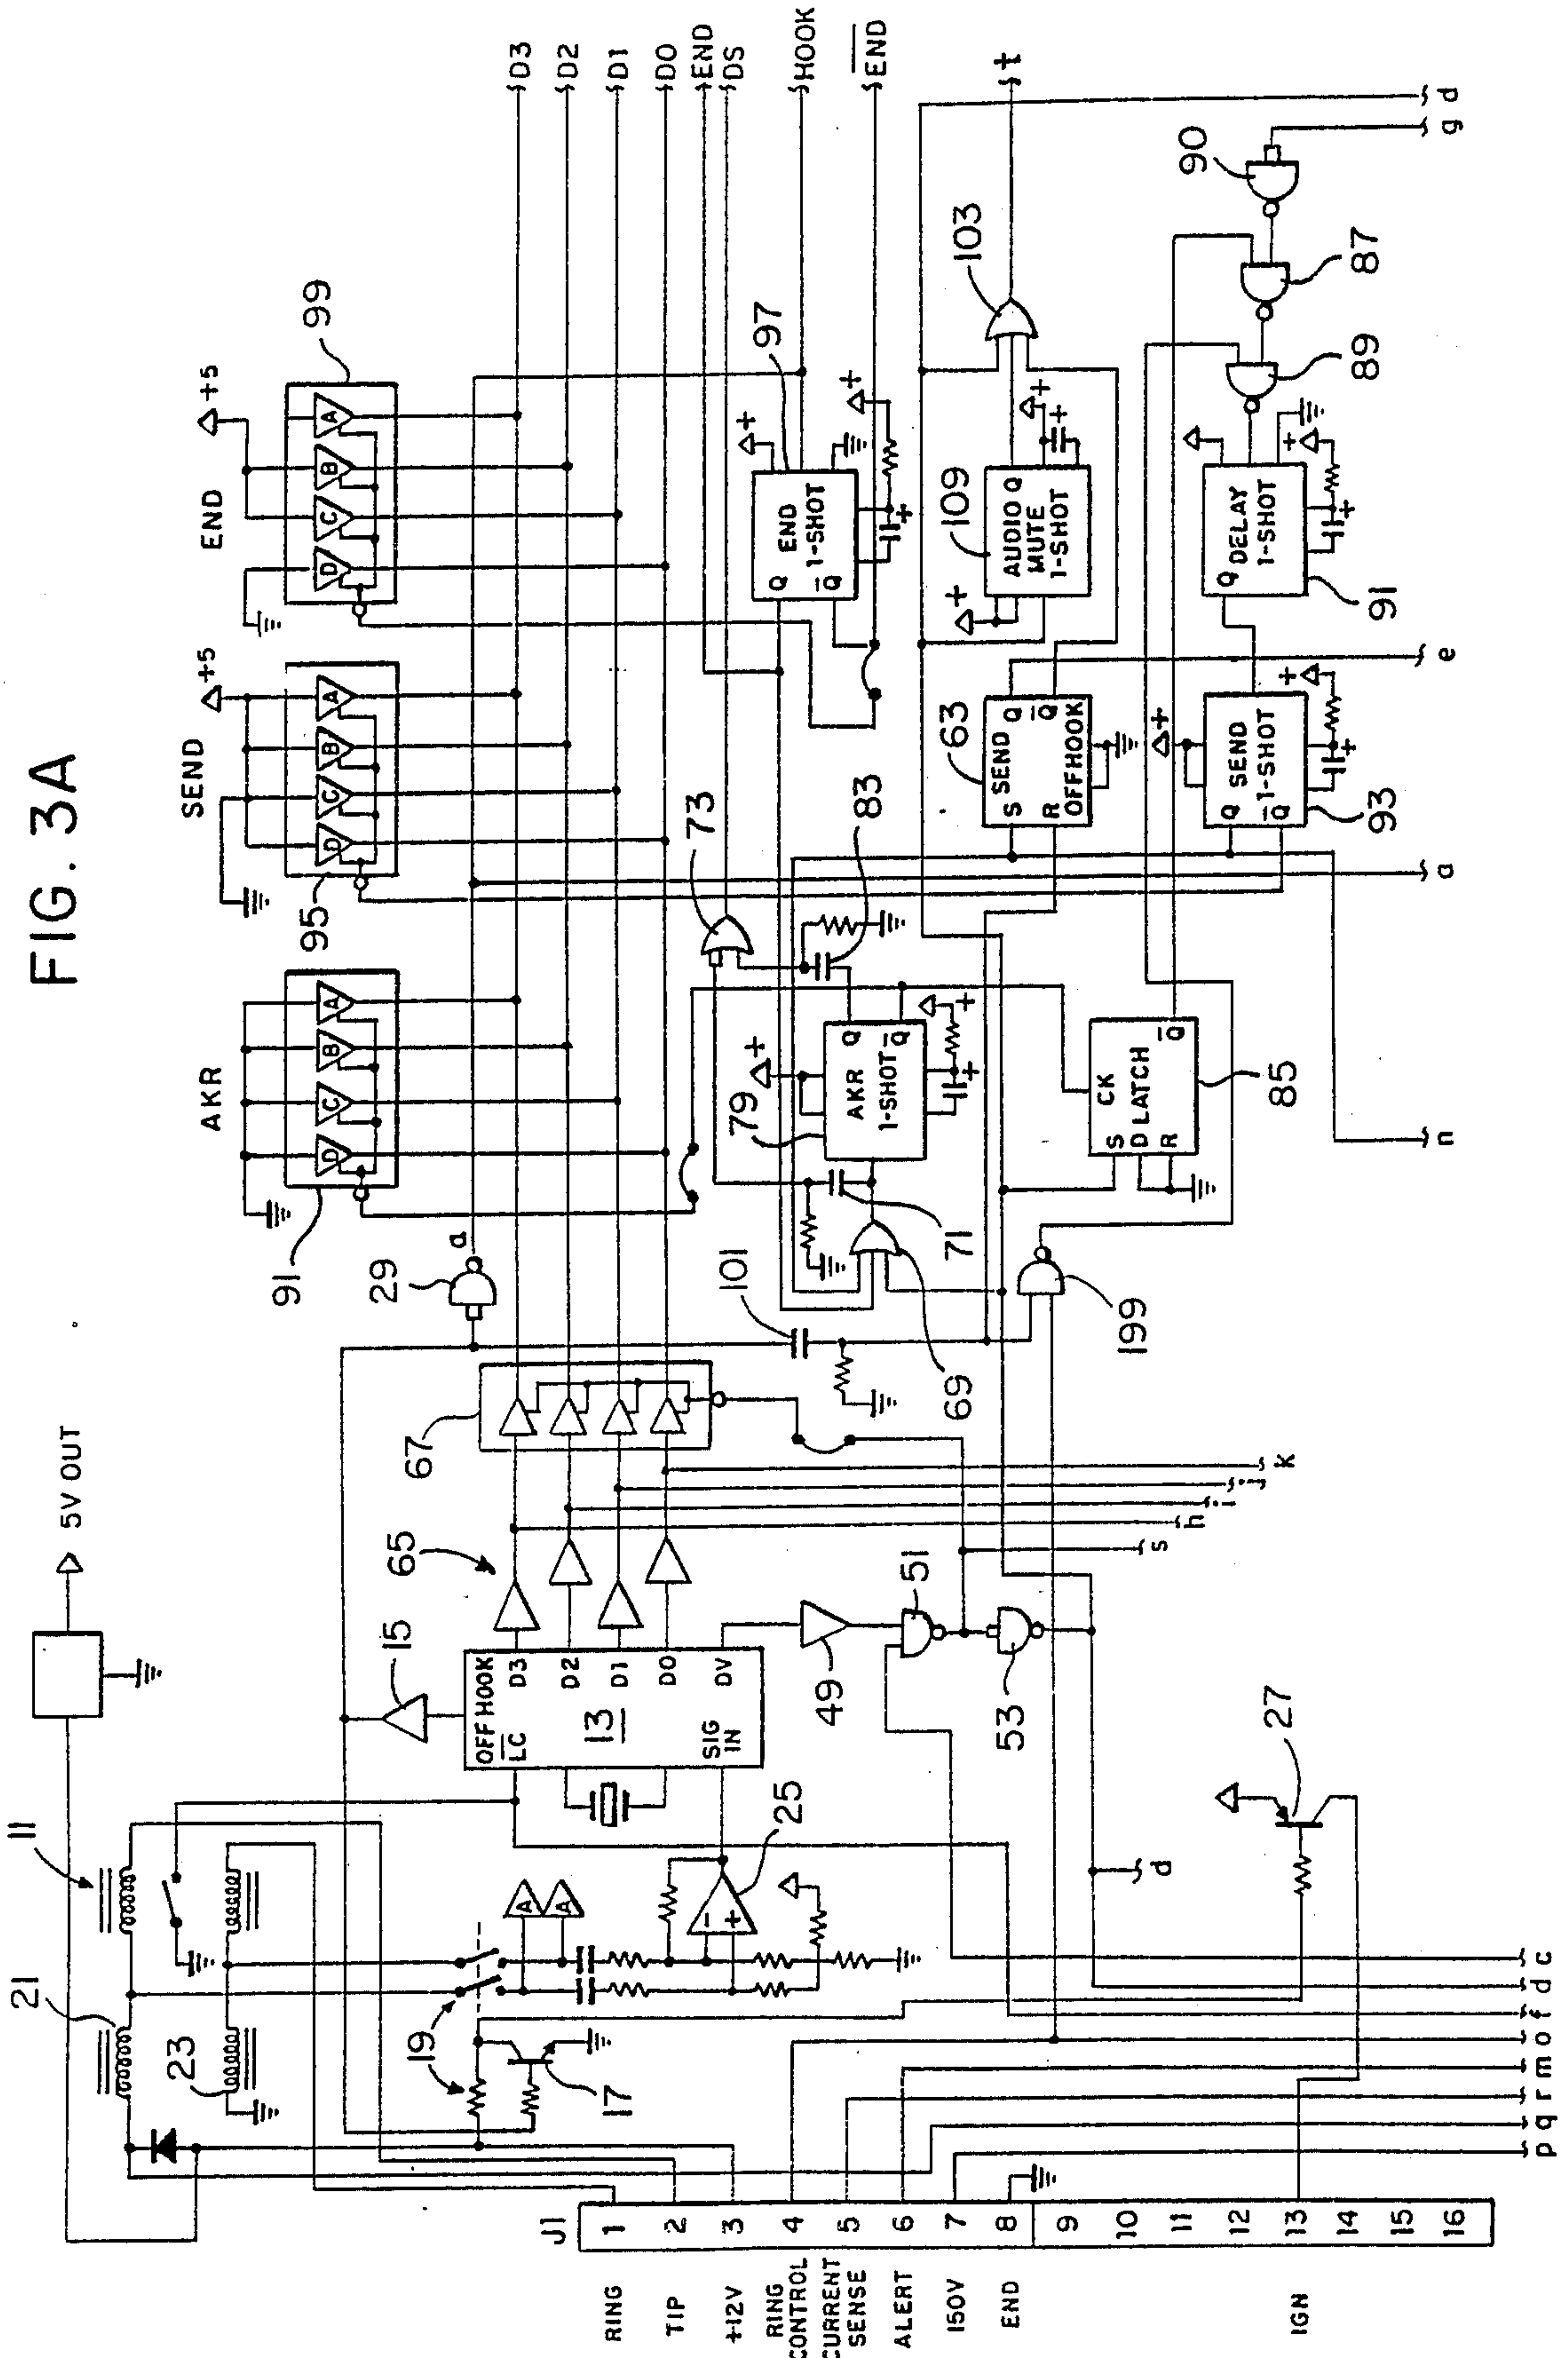 FIG. 3A
5V OUT
11
21
23
19
17
15
13
OFF HOOK
LC
D3
D2
D1
D0
DV
SIG IN
25
27
49
51
53
65
67
29
a
AKR
A
B
C
D
91
SEND
+5
A
B
C
D
95
END
+5
A
B
C
D
99
D3
D2
D1
D0
END
DS
HOOK
END
t
101
69
71
73
79
AKR
1-SHOT
Q
Q
83
85
S
CK
D LATCH
R
Q
199
END
1-SHOT
Q
Q
97
63
S SEND Q
Q
R
OFFHOOK
109
AUDIO Q
MUTE
1-SHOT
103
SEND
1-SHOT
Q
Q
93
Q
DELAY
1-SHOT
91
89
87
90
A
A
J1
RING 1
TIP 2
+12V 3
RING CONTROL 4
CURRENT SENSE 5
ALERT 6
150V 7
END 8
9
10
11
12
IGN 13
14
15
16
p
q
r
m
o
f
d
c
d
s
h
i
j
k
n
a
e
g
d